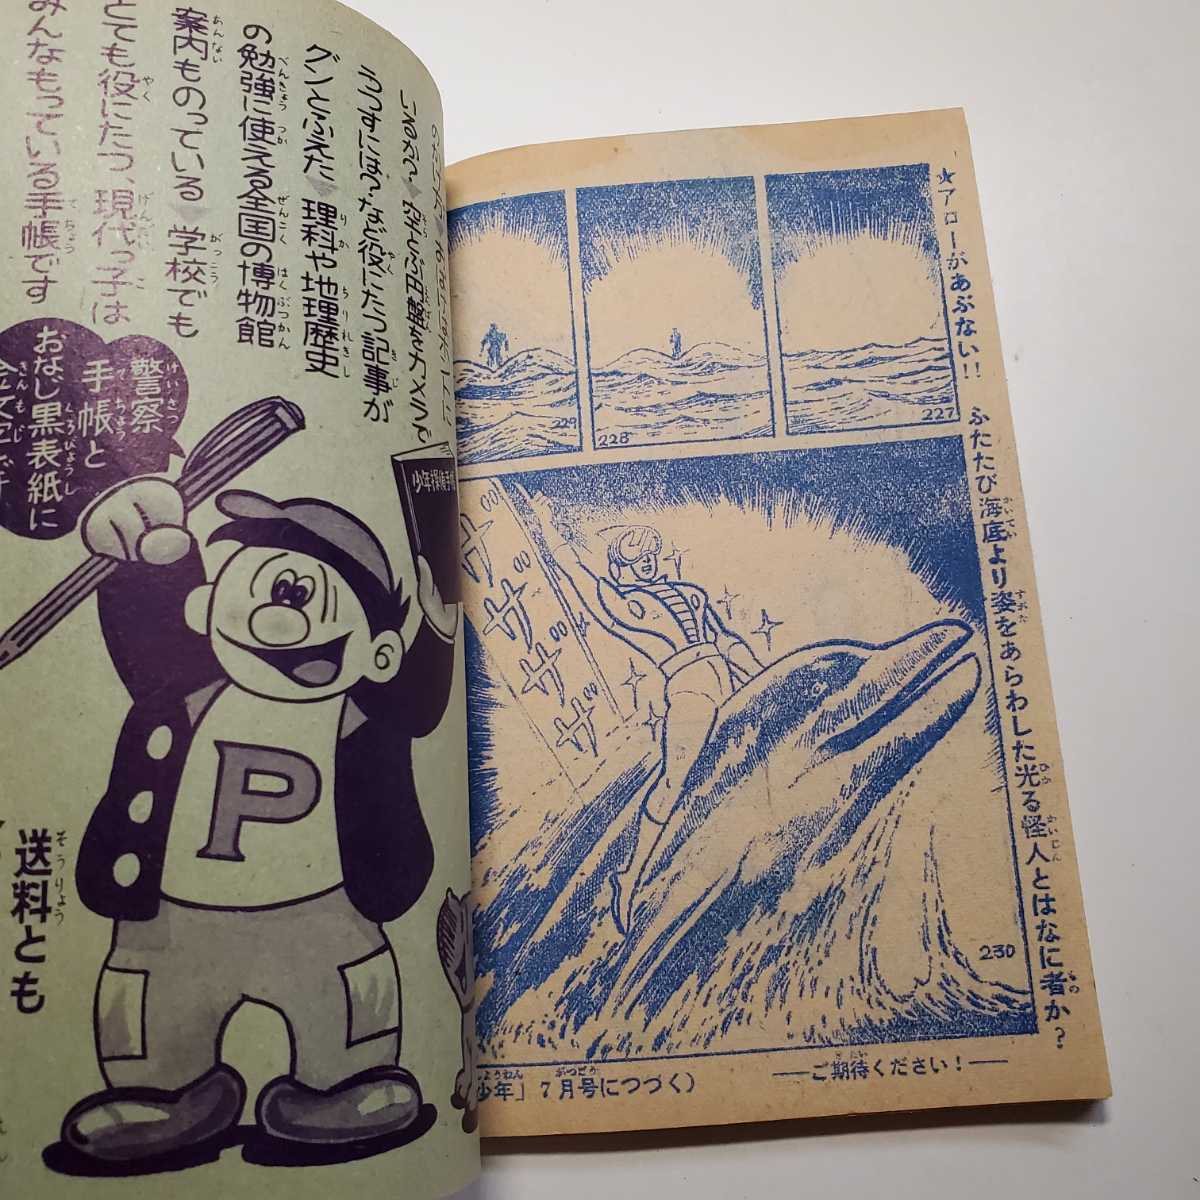 ★アローがあぶない!! ふたたび海底より姿をあらわした光る怪人とはなに者か?
227
228
229
ザザザザ
230
――ご期待ください!――
少年」7月号につづく)
空とぶ円盤をカメラで
うつすには?など役にたつ記事が
グンとふえた▼理科や地理歴史
の勉強に使える全国の博物館
案内ものっている▼学校でも
とても役にたつ、現代っ子は
みんなもっている手帳です
警察
手帳と
おなじ黒表紙に
少年探偵手帳
P
6
送料とも